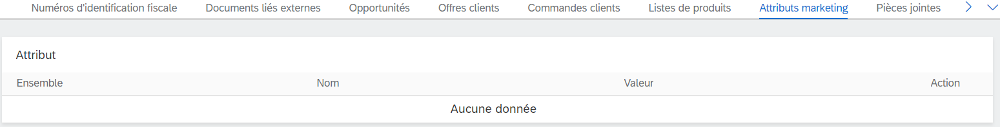 Numéros d'identification fiscale Documents liés externes Opportunités Offres clients Commandes clients Listes de produits Attributs marketing Pièces jointes
Attribut
Ensemble Nom Valeur Action
Aucune donnée